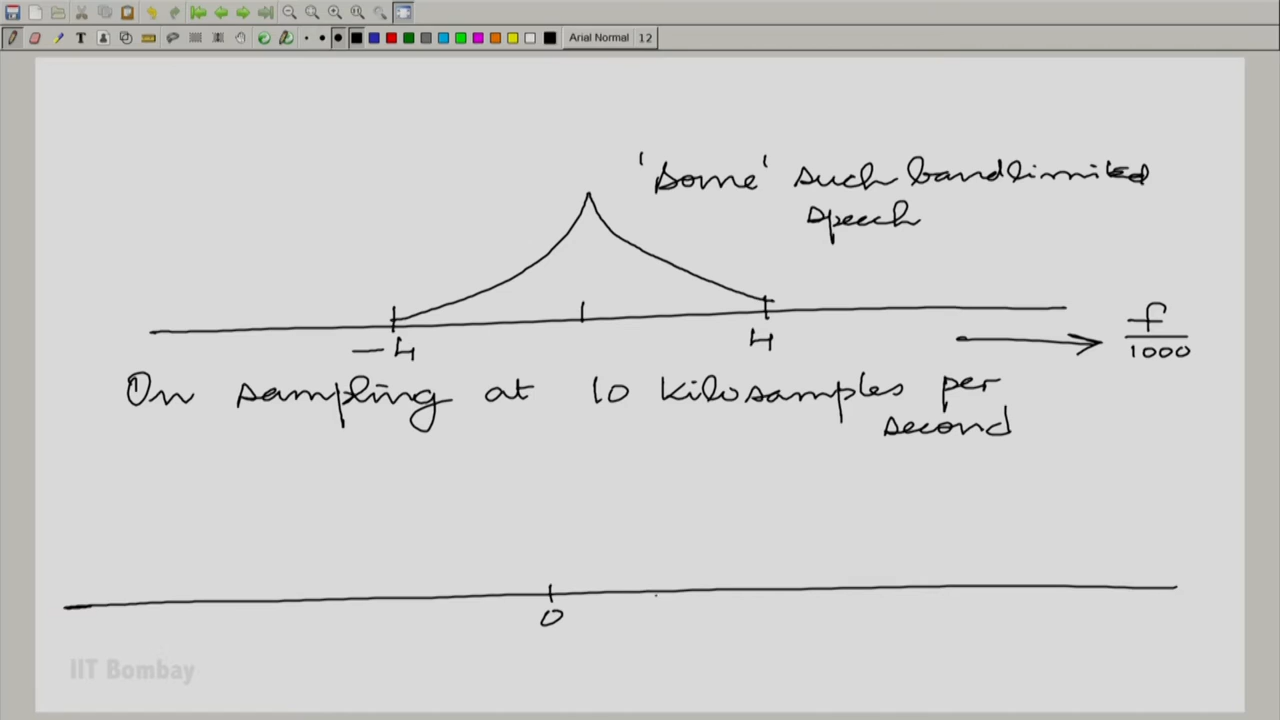 T Arial Normal 12
'some' such bandlimited
speech
-4 4 f/1000
On sampling at 10 kilosamples per
second
0
IIT Bombay